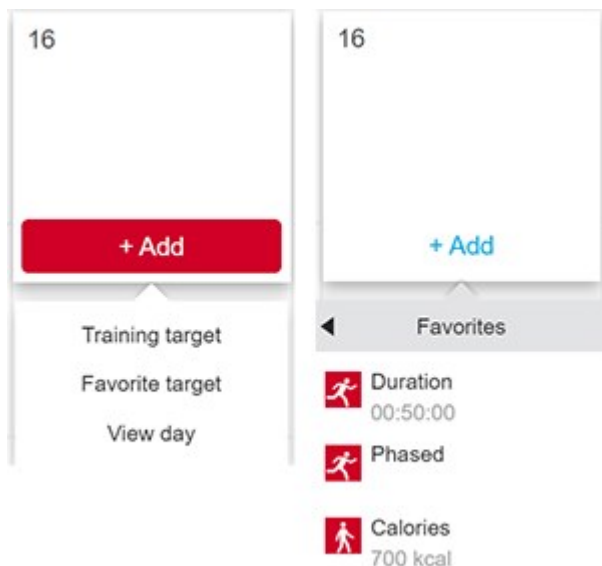 16
+ Add
Training target
Favorite target
View day
16
+ Add
Favorites
Duration
00:50:00
Phased
Calories
700 kcal